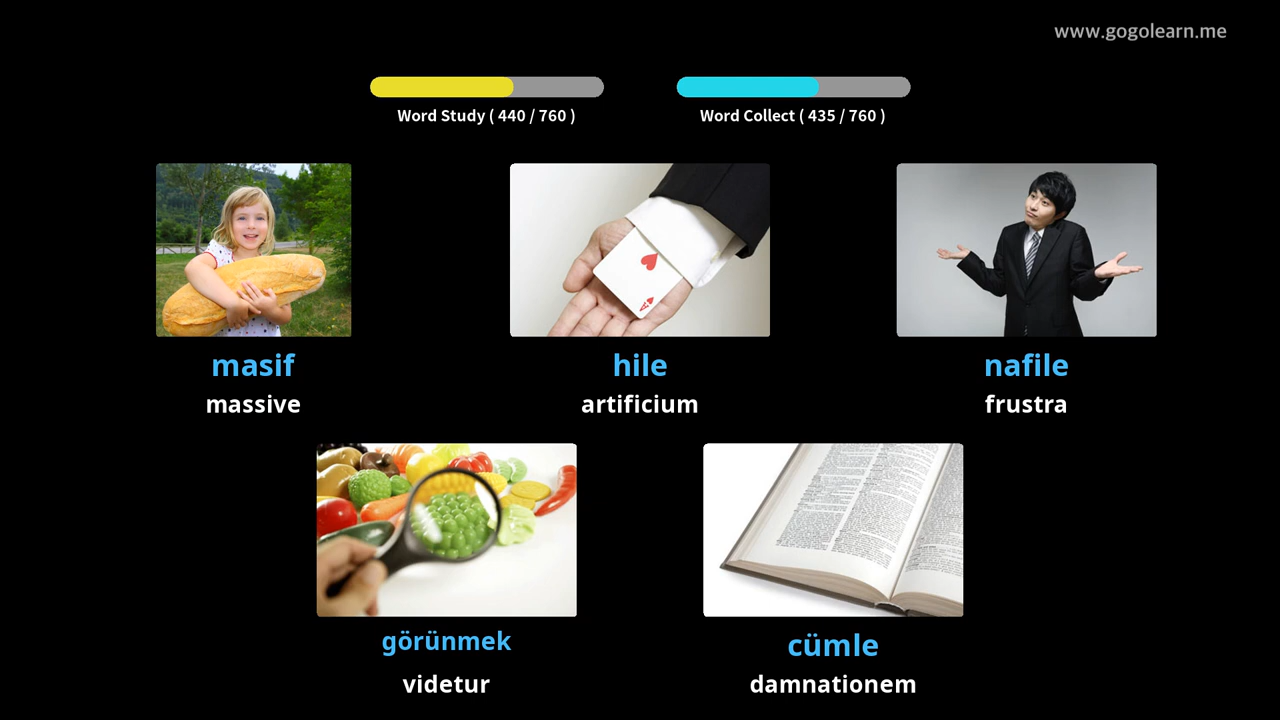 www.gogolearn.me
Word Study ( 440 / 760 )
Word Collect ( 435 / 760 )
masif
massive
hile
artificium
nafile
frustra
görünmek
videtur
cümle
damnationem